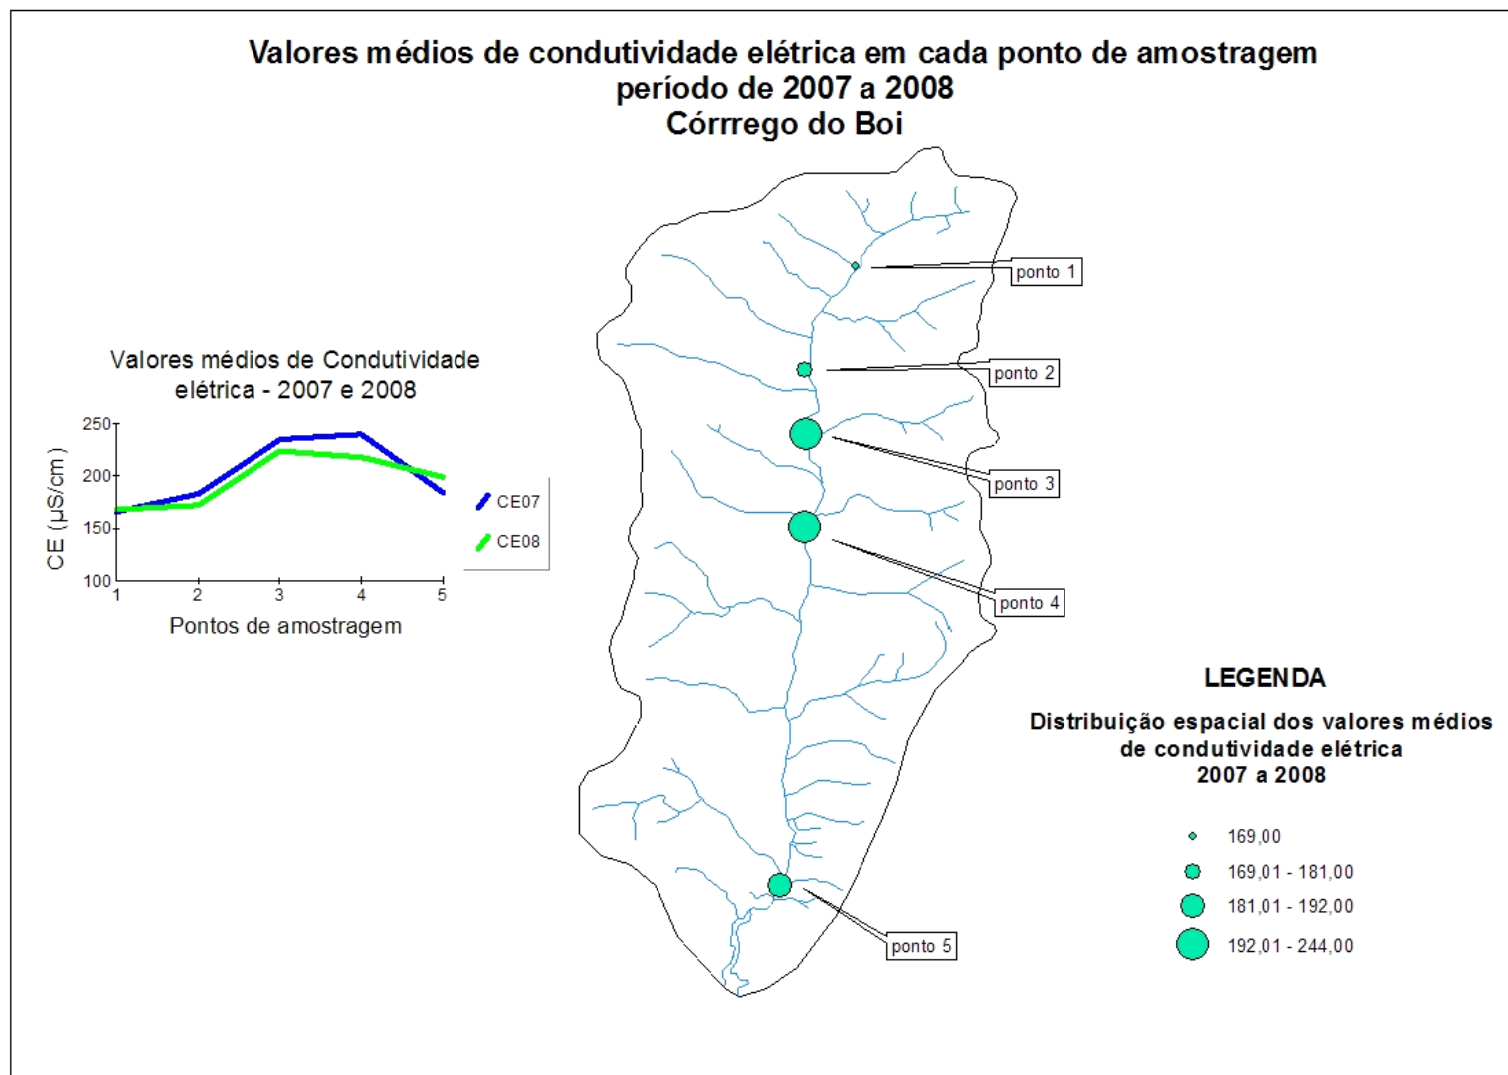 Valores médios de condutividade elétrica em cada ponto de amostragem
período de 2007 a 2008
Córrrego do Boi
ponto 1
ponto 2
ponto 3
ponto 4
ponto 5
Valores médios de Condutividade
elétrica - 2007 e 2008
250
200
150
100
CE (µS/cm)
1 2 3 4 5
Pontos de amostragem
CE07
CE08
LEGENDA
Distribuição espacial dos valores médios
de condutividade elétrica
2007 a 2008
169,00
169,01 - 181,00
181,01 - 192,00
192,01 - 244,00